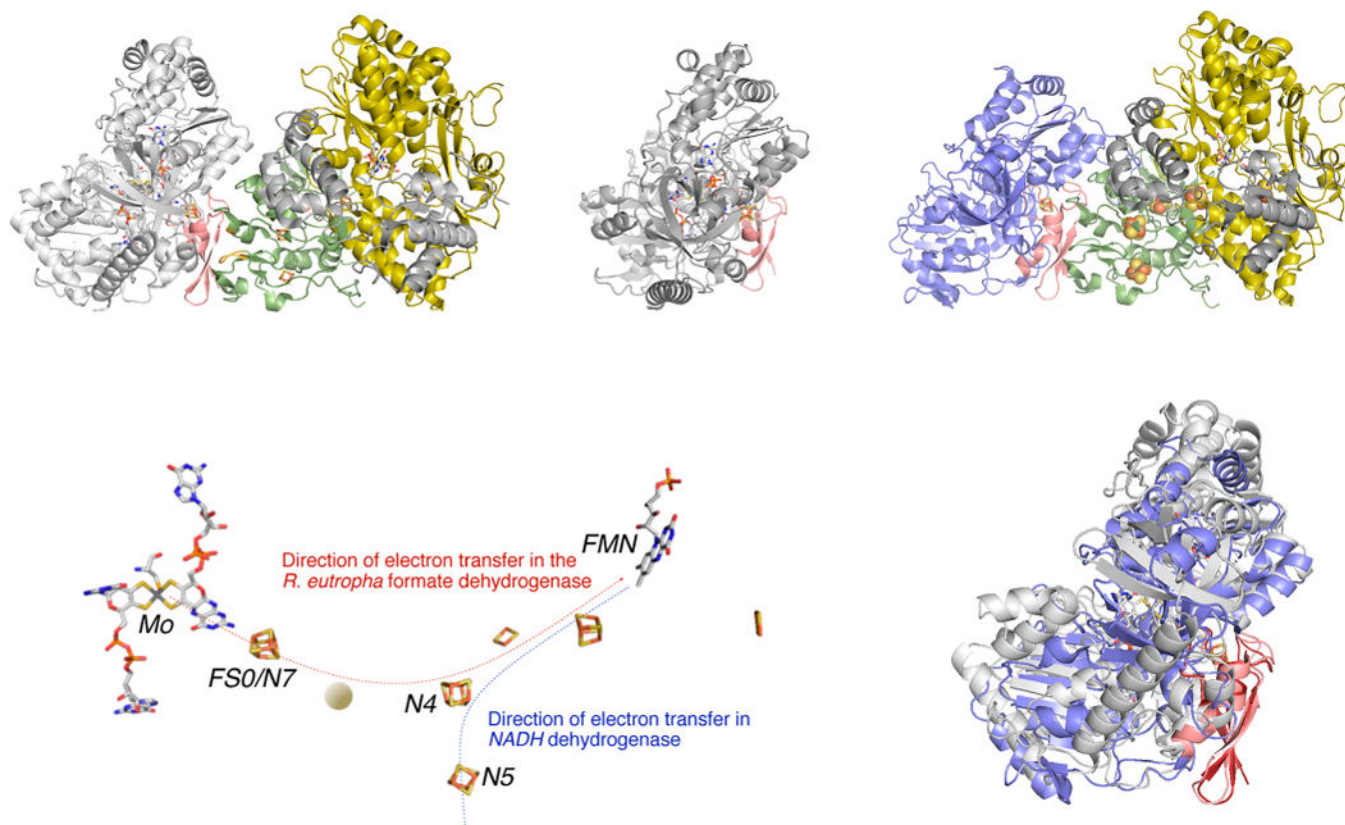 FMN
Direction of electron transfer in the
R. eutropha formate dehydrogenase
Mo
FS0/N7
N4
Direction of electron transfer in
NADH dehydrogenase
N5